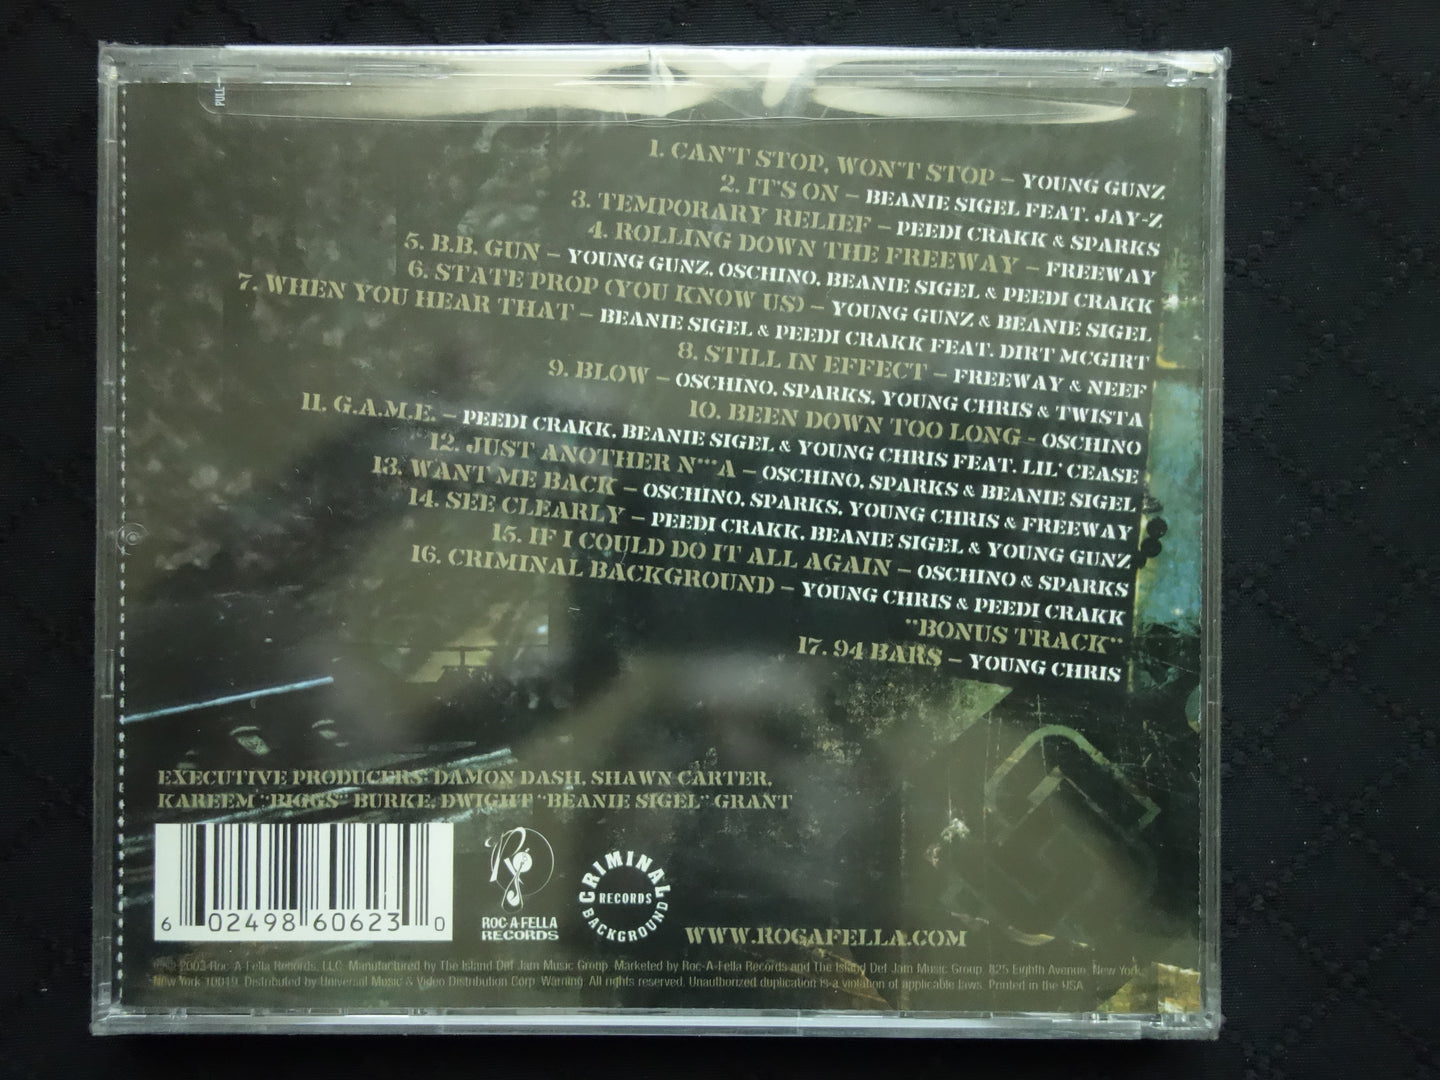 PULL
1. CAN'T STOP, WON'T STOP – YOUNG GUNZ
2. IT'S ON – BEANIE SIGEL FEAT. JAY-Z
3. TEMPORARY RELIEF – PEEDI CRAKK & SPARKS
4. ROLLING DOWN THE FREEWAY – FREEWAY
5. B.B. GUN – YOUNG GUNZ, OSCHINO, BEANIE SIGEL & PEEDI CRAKK
6. STATE PROP (YOU KNOW US) – YOUNG GUNZ & BEANIE SIGEL
7. WHEN YOU HEAR THAT – BEANIE SIGEL & PEEDI CRAKK FEAT. DIRT MCGIRT
8. STILL IN EFFECT – FREEWAY & NEEF
9. BLOW – OSCHINO, SPARKS, YOUNG CHRIS & TWISTA
10. BEEN DOWN TOO LONG - OSCHINO
11. G.A.M.E. – PEEDI CRAKK, BEANIE SIGEL & YOUNG CHRIS FEAT. LIL' CEASE
12. JUST ANOTHER N***A – OSCHINO, SPARKS & BEANIE SIGEL
13. WANT ME BACK – OSCHINO, SPARKS, YOUNG CHRIS & FREEWAY
14. SEE CLEARLY – PEEDI CRAKK, BEANIE SIGEL & YOUNG GUNZ
15. IF I COULD DO IT ALL AGAIN – OSCHINO & SPARKS
16. CRIMINAL BACKGROUND – YOUNG CHRIS & PEEDI CRAKK
"BONUS TRACK"
17. 94 BARS – YOUNG CHRIS
EXECUTIVE PRODUCERS: DAMON DASH, SHAWN CARTER,
KAREEM "BIGGS" BURKE, DWIGHT "BEANIE SIGEL" GRANT
6 02498 60623 0
ROC-A-FELLA
RECORDS
CRIMINAL
RECORDS
BACKGROUND
WWW.ROCAFELLA.COM
2003 Roc-A-Fella Records, LLC. Manufactured by The Island Def Jam Music Group. Marketed by Roc-A-Fella Records and The Island Def Jam Music Group. 825 Eighth Avenue, New York,
New York 10019. Distributed by Universal Music & Video Distribution Corp. Warning: All rights reserved. Unauthorized duplication is a violation of applicable laws. Printed in the USA.